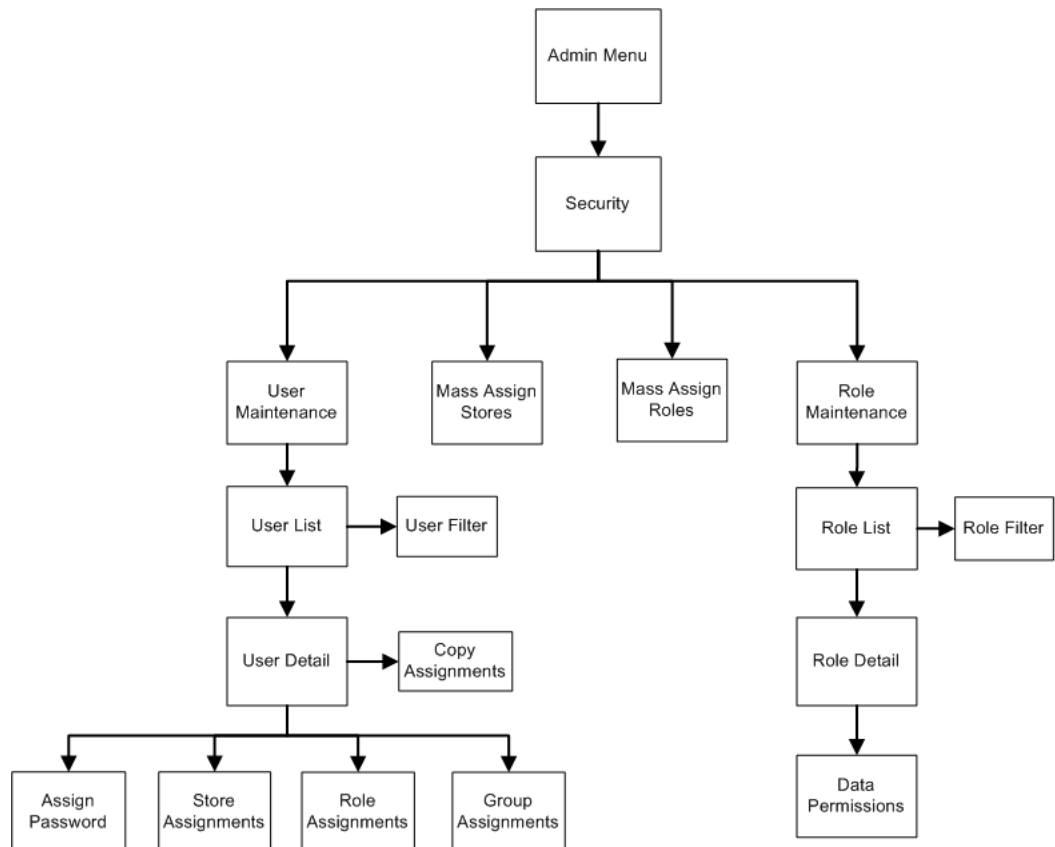 Admin Menu
Security
User
Maintenance
Mass Assign
Stores
Mass Assign
Roles
Role
Maintenance
User List
User Filter
Role List
Role Filter
User Detail
Copy
Assignments
Role Detail
Assign
Password
Store
Assignments
Role
Assignments
Group
Assignments
Data
Permissions